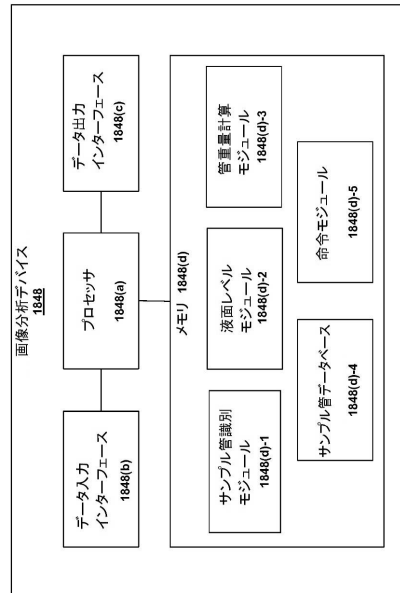 画像分析デバイス
1848
データ入力
インターフェース
1848(b)
プロセッサ
1848(a)
データ出力
インターフェース
1848(c)
メモリ 1848(d)
サンプル管識別
モジュール
1848(d)-1
液面レベル
モジュール
1848(d)-2
管重量計算
モジュール
1848(d)-3
サンプル管データベース
1848(d)-4
命令モジュール
1848(d)-5